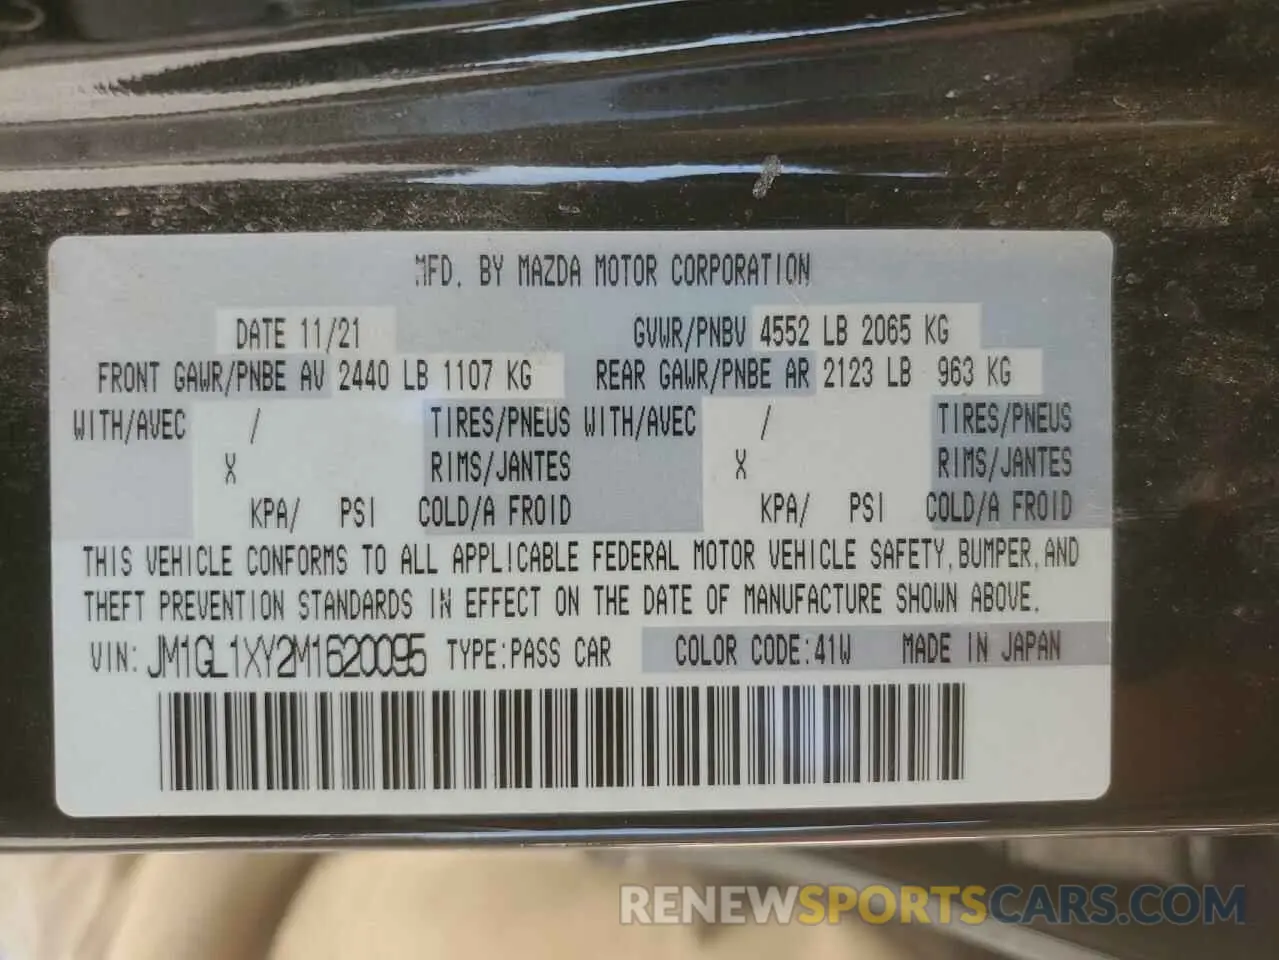 MFD. BY MAZDA MOTOR CORPORATION
DATE 11/21 GVWR/PNBV 4552 LB 2065 KG
FRONT GAWR/PNBE AV 2440 LB 1107 KG REAR GAWR/PNBE AR 2123 LB 963 KG
WITH/AVEC / TIRES/PNEUS WITH/AVEC / TIRES/PNEUS
X RIMS/JANTES X RIMS/JANTES
KPA/ PSI COLD/A FROID KPA/ PSI COLD/A FROID
THIS VEHICLE CONFORMS TO ALL APPLICABLE FEDERAL MOTOR VEHICLE SAFETY, BUMPER, AND
THEFT PREVENTION STANDARDS IN EFFECT ON THE DATE OF MANUFACTURE SHOWN ABOVE.
VIN: JM1GL1XY2M1620095 TYPE:PASS CAR COLOR CODE:41W MADE IN JAPAN
RENEWSPORTSCARS.COM